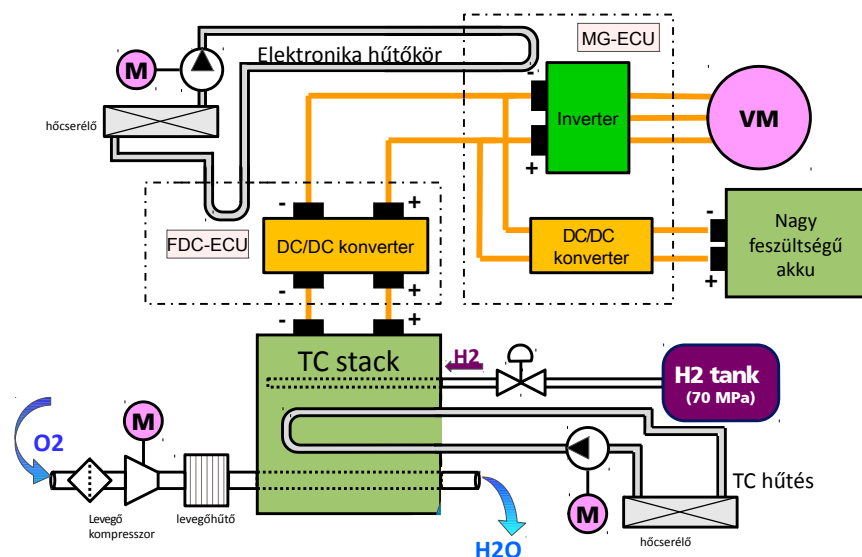 MG-ECU
Elektronika hűtőkör
M
-
Inverter
VM
hőcserélő
+
-
+
FDC-ECU
DC/DC konverter
DC/DC
konverter
-
Nagy
feszültségű
akku
+
-
+
-
+
TC stack
H2
H2 tank
(70 MPa)
M
O2
TC hűtés
Levegő
kompresszor
levegőhűtő
M
hőcserélő
H2O